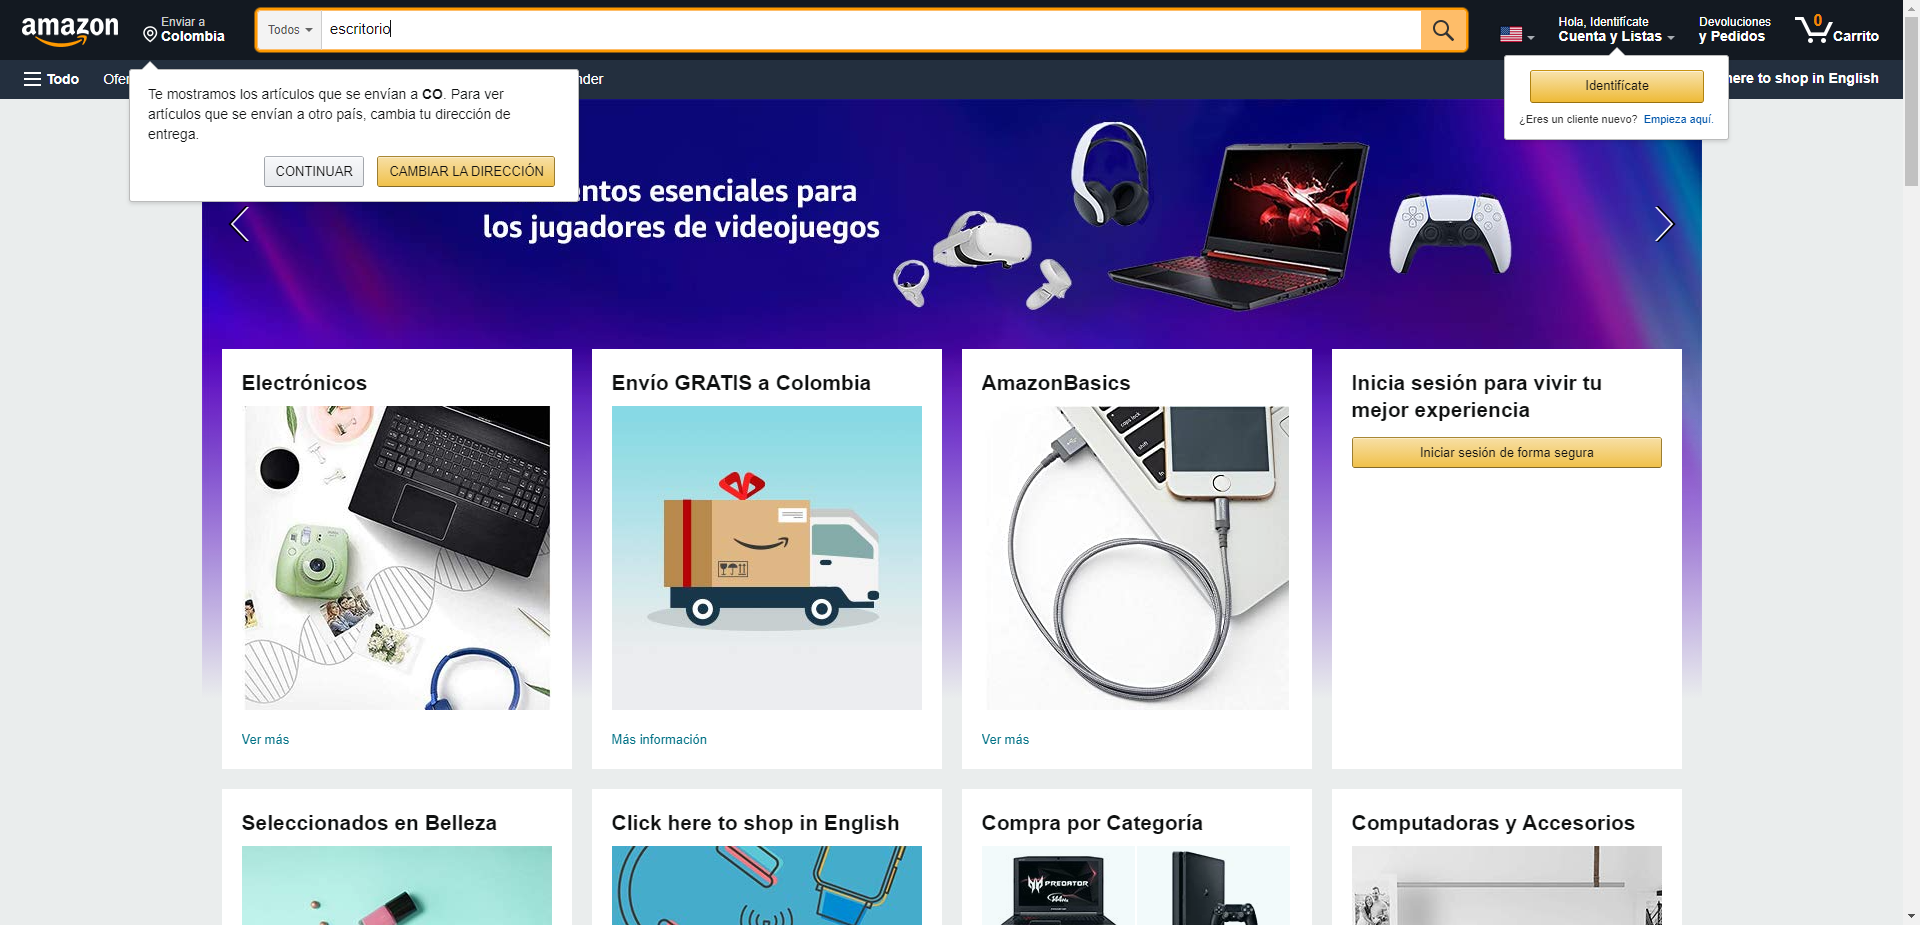 amazon
Enviar a
Colombia
Todos
escritorio
Hola, Identifícate
Cuenta y Listas
Devoluciones
y Pedidos
0
Carrito
Todo
Te mostramos los artículos que se envían a CO. Para ver
artículos que se envían a otro país, cambia tu dirección de
entrega.
CONTINUAR
CAMBIAR LA DIRECCIÓN
Identifícate
¿Eres un cliente nuevo? Empieza aquí.
here to shop in English
esenciales para
los jugadores de videojuegos
Electrónicos
Ver más
Envío GRATIS a Colombia
Más información
AmazonBasics
caps lock
shift
Ver más
Inicia sesión para vivir tu
mejor experiencia
Iniciar sesión de forma segura
Seleccionados en Belleza
Click here to shop in English
Compra por Categoría
PREDATOR
Computadoras y Accesorios